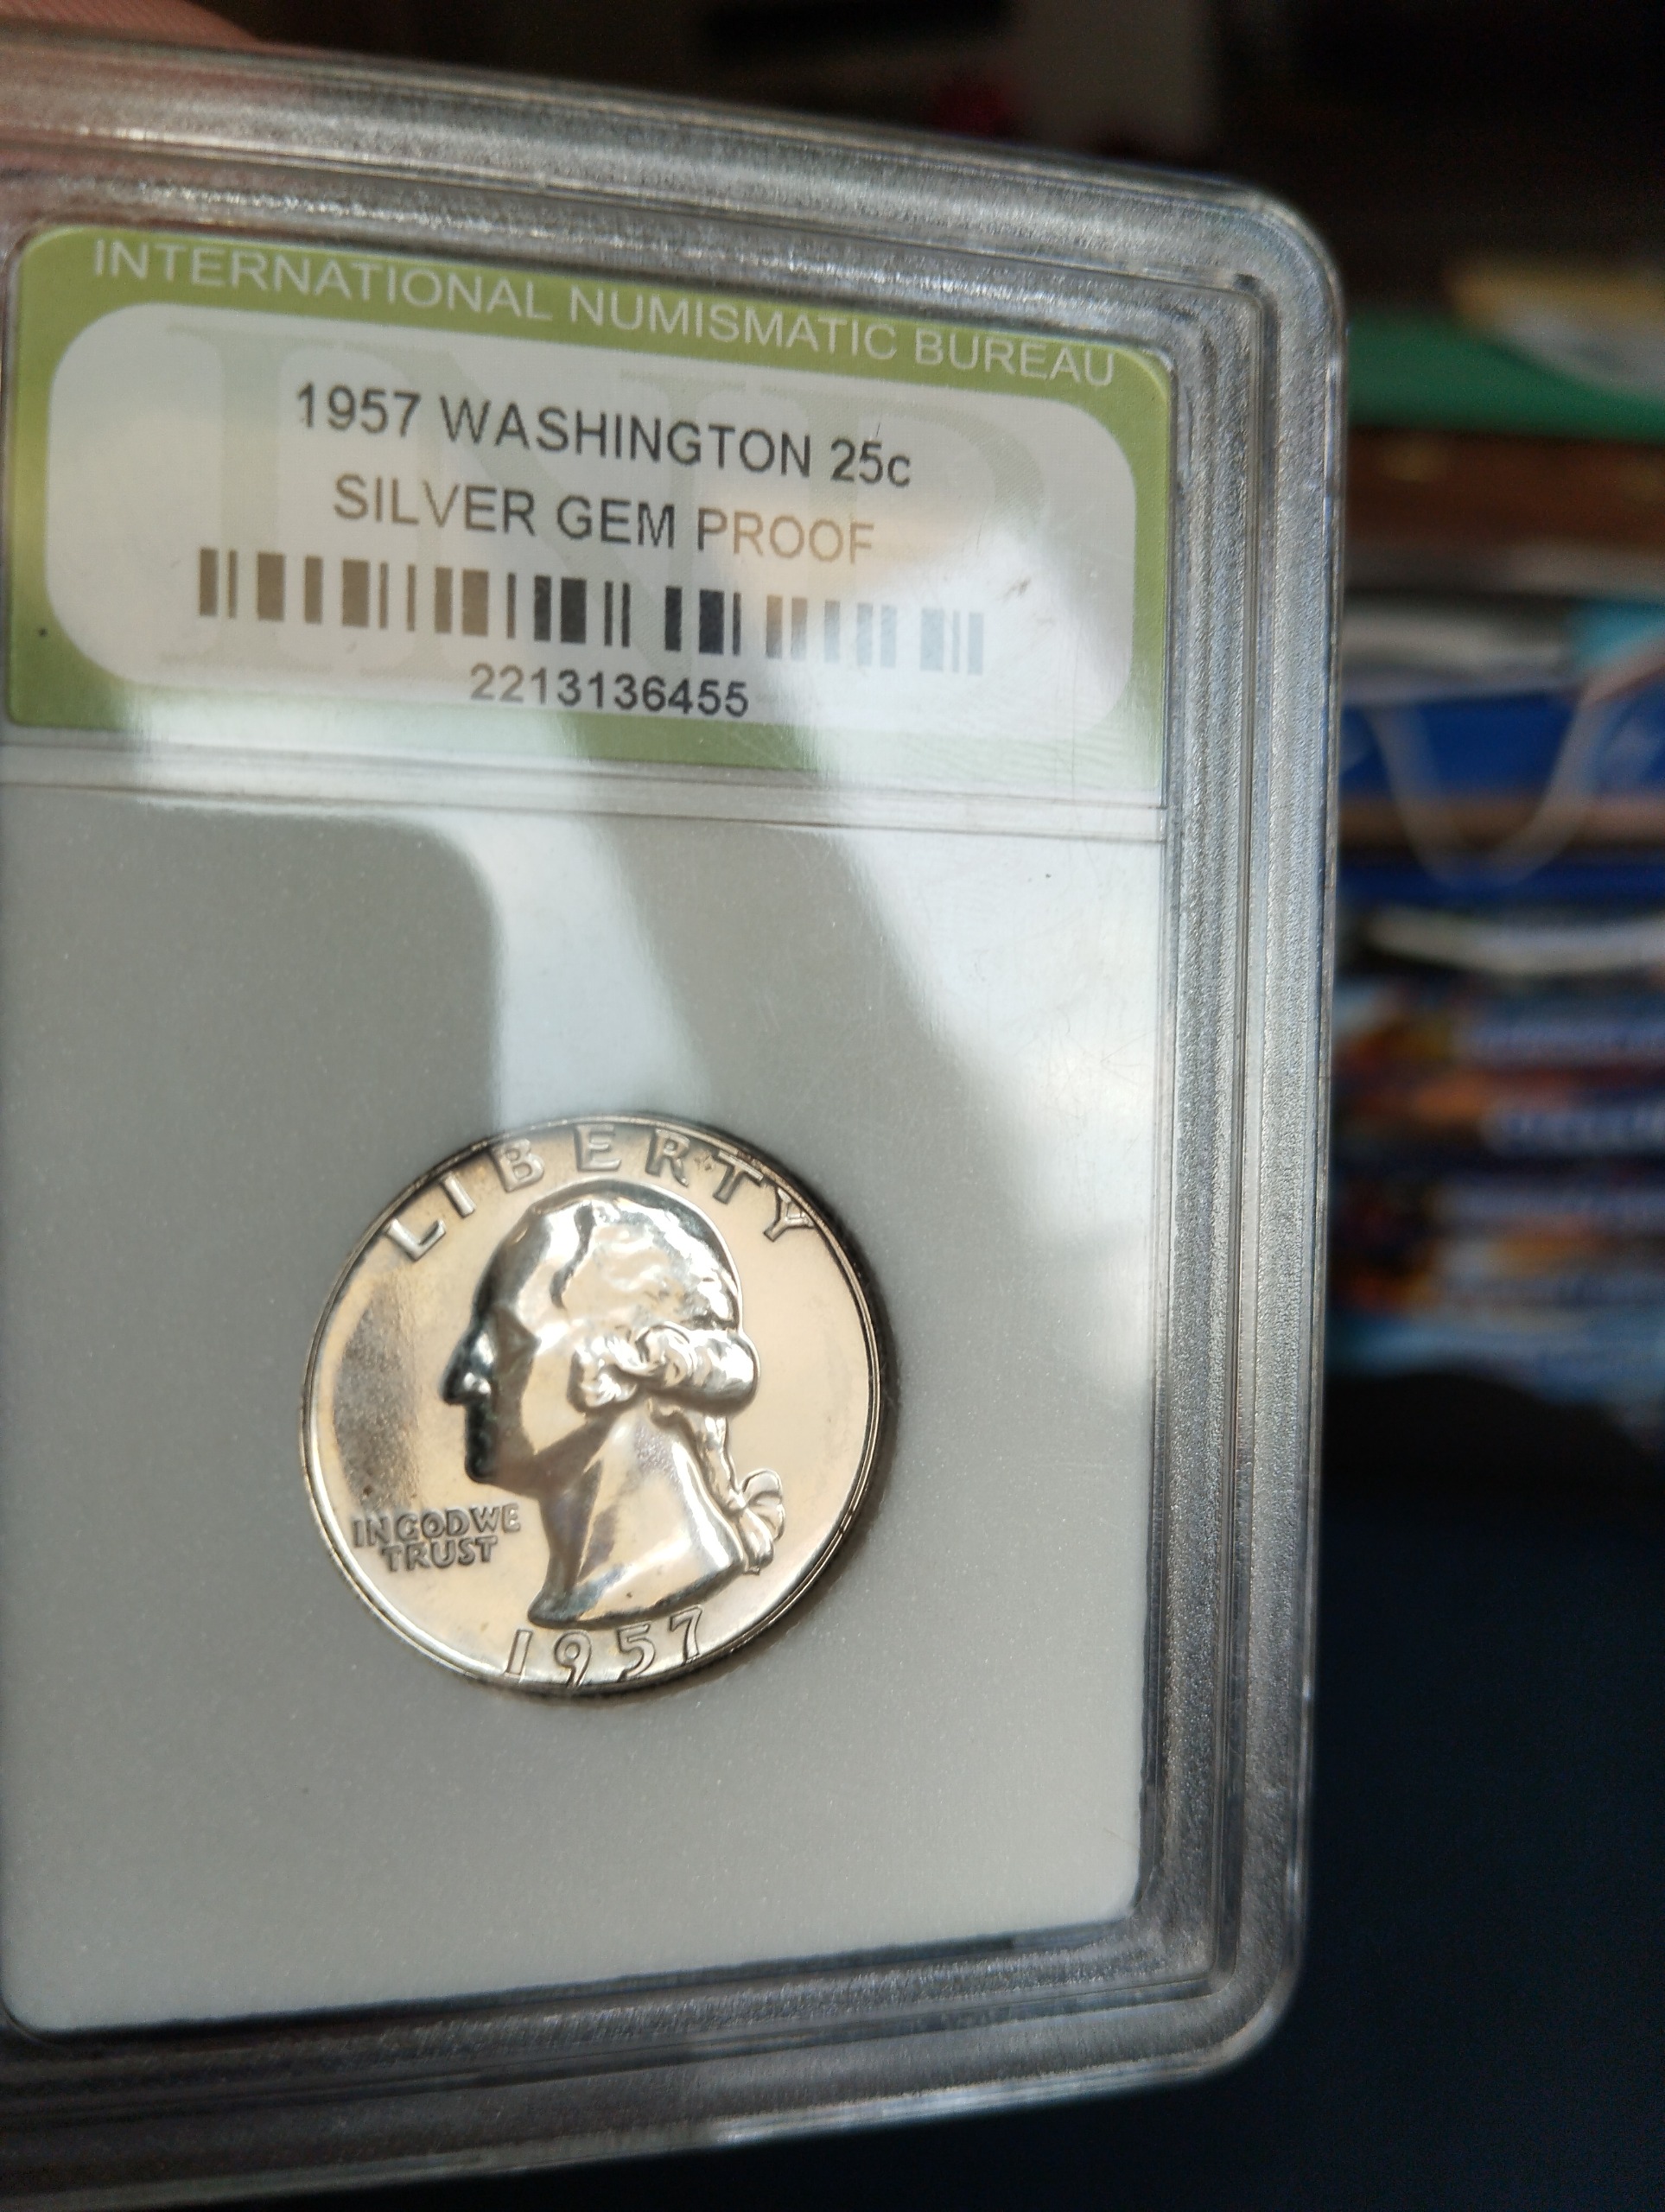 INTERNATIONAL NUMISMATIC BUREAU
1957 WASHINGTON 25c
SILVER GEM PROOF
2213136455
LIBERTY
IN GOD WE
TRUST
1957